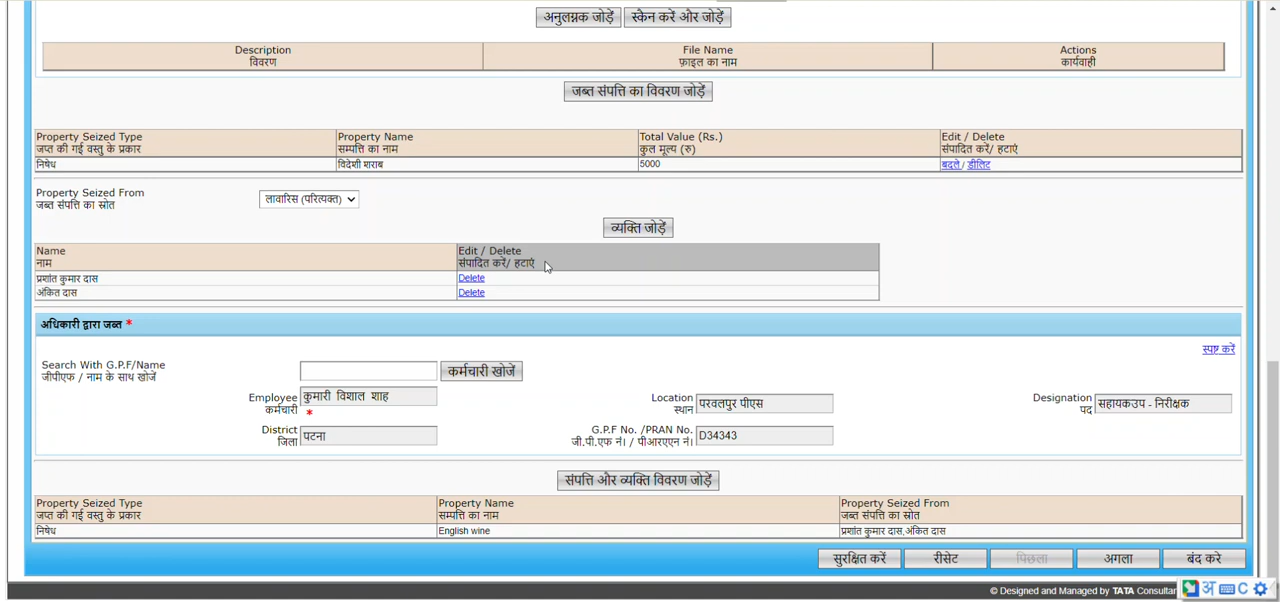 अनुलग्नक जोड़ें स्कैन करें और जोड़ें
Description File Name Actions
विवरण फ़ाइल का नाम कार्यवाही
जब्त संपत्ति का विवरण जोड़ें
Property Seized Type Property Name Total Value (Rs.) Edit / Delete
जप्त की गई वस्तु के प्रकार सम्पत्ति का नाम कुल मूल्य (रु) संपादित करें/ हटाएं
निषेध विदेशी शराब 5000 बदले / डीलिट
Property Seized From
जब्त संपत्ति का स्रोत लावारिस (परित्यक्त)
व्यक्ति जोड़ें
Name Edit / Delete
नाम संपादित करें/ हटाएं
प्रशांत कुमार दास Delete
अंकित दास Delete
अधिकारी द्वारा जब्त *
स्पष्ट करें
Search With G.P.F/Name
जीपीएफ / नाम के साथ खोजें कर्मचारी खोजें
Employee कुमारी विशाल शाह Location परवलपुर पीएस Designation सहायकउप - निरीक्षक
कर्मचारी * स्थान पद
District पटना G.P.F No. /PRAN No. D34343
जिला जी.पी.एफ नं। / पीआरएएन नं।
संपत्ति और व्यक्ति विवरण जोड़ें
Property Seized Type Property Name Property Seized From
जप्त की गई वस्तु के प्रकार सम्पत्ति का नाम जब्त संपत्ति का स्रोत
निषेध English wine प्रशांत कुमार दास,अंकित दास
सुरक्षित करें रीसेट पिछला अगला बंद करे
© Designed and Managed by TATA Consultan
अ C